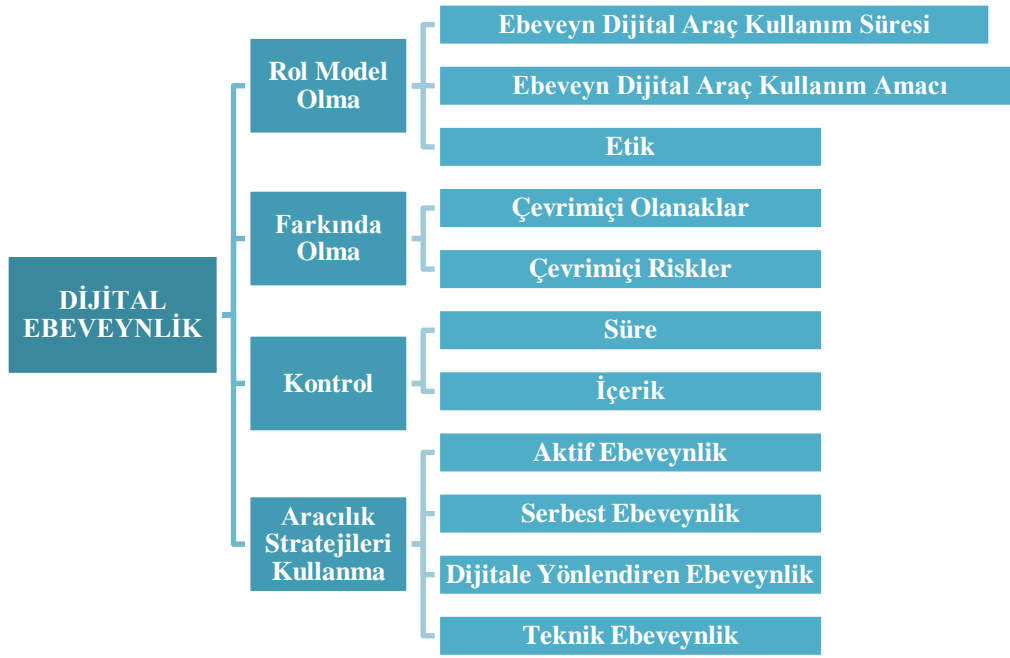 DİJİTAL
EBEVEYNLİK
Rol Model
Olma
Ebeveyn Dijital Araç Kullanım Süresi
Ebeveyn Dijital Araç Kullanım Amacı
Etik
Farkında
Olma
Çevrimiçi Olanaklar
Çevrimiçi Riskler
Kontrol
Süre
İçerik
Aracılık
Stratejileri
Kullanma
Aktif Ebeveynlik
Serbest Ebeveynlik
Dijitale Yönlendiren Ebeveynlik
Teknik Ebeveynlik